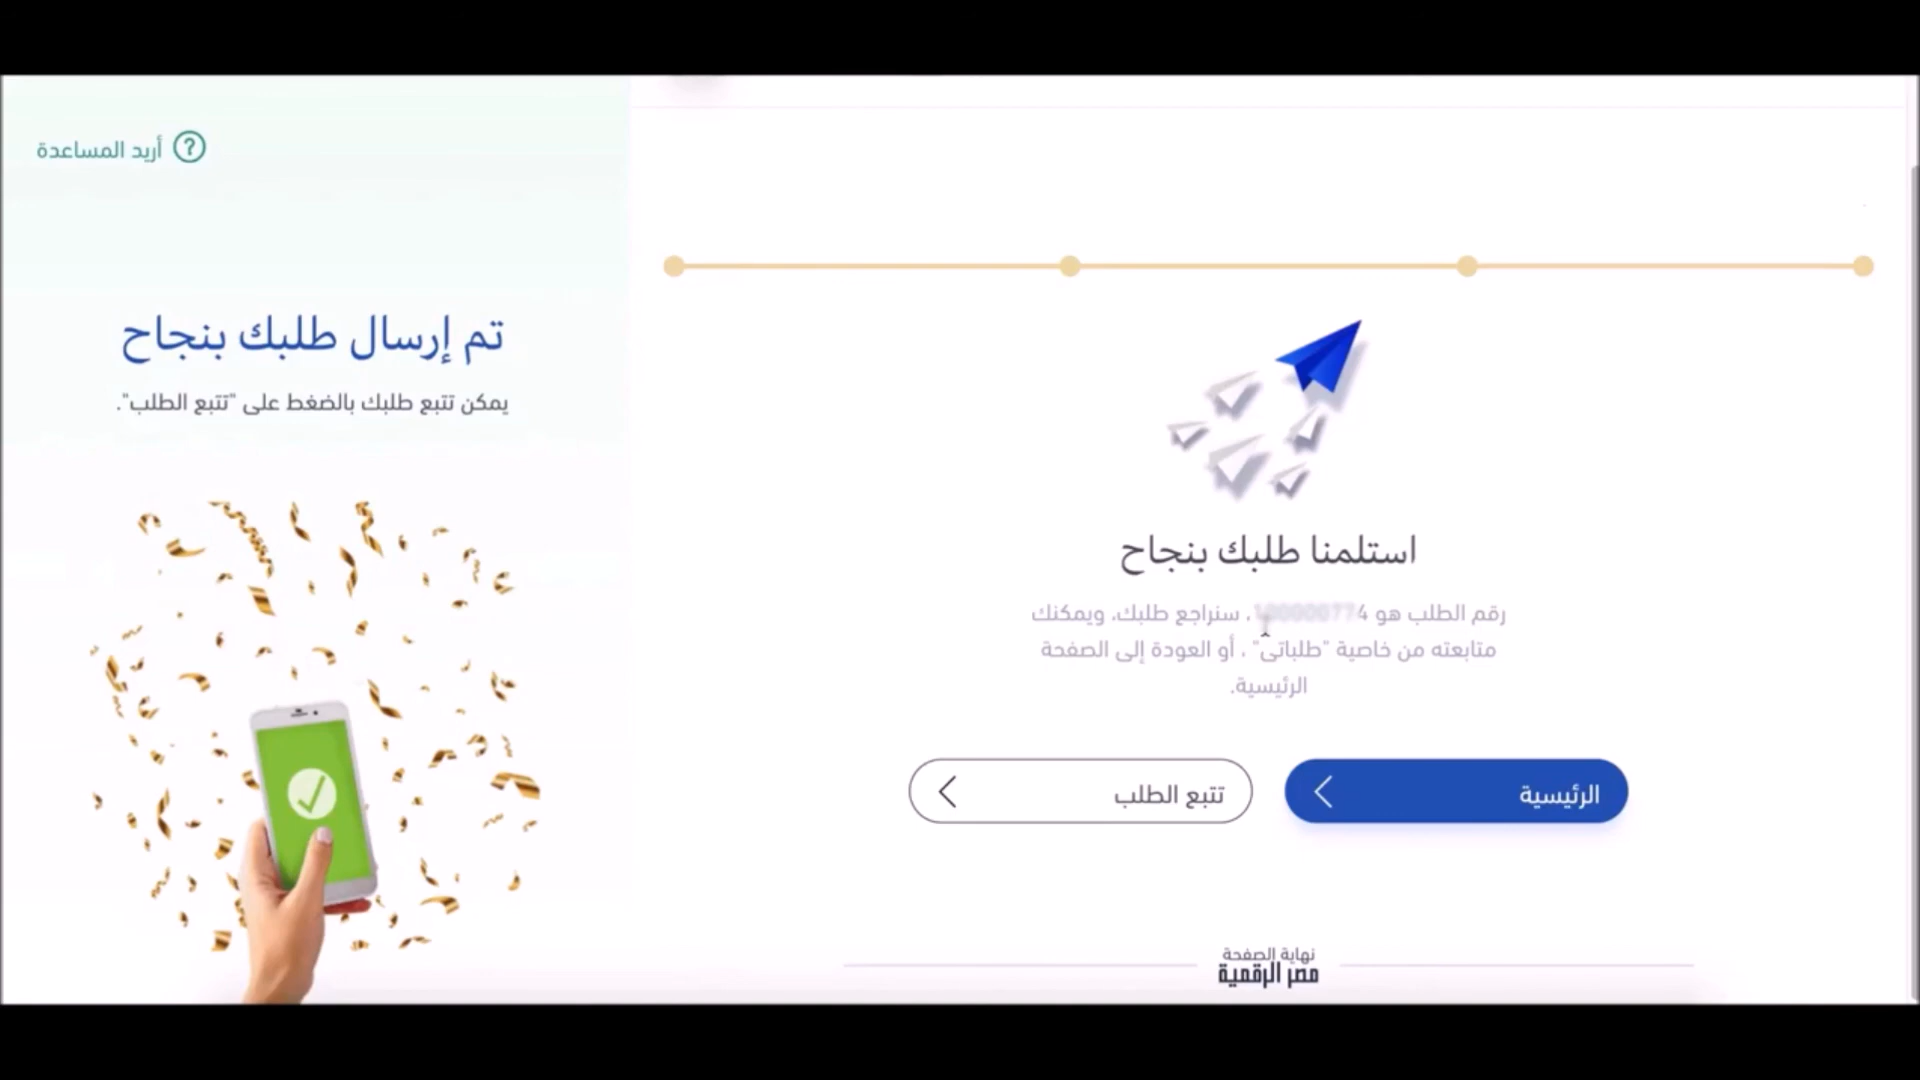 أريد المساعدة
تم إرسال طلبك بنجاح
يمكن تتبع طلبك بالضغط على "تتبع الطلب".
استلمنا طلبك بنجاح
رقم الطلب هو ، سنراجع طلبك، ويمكنك
متابعته من خاصية "طلباتى" ، أو العودة إلى الصفحة
الرئيسية.
الرئيسية
تتبع الطلب
نهاية الصفحة
مصر الرقمية